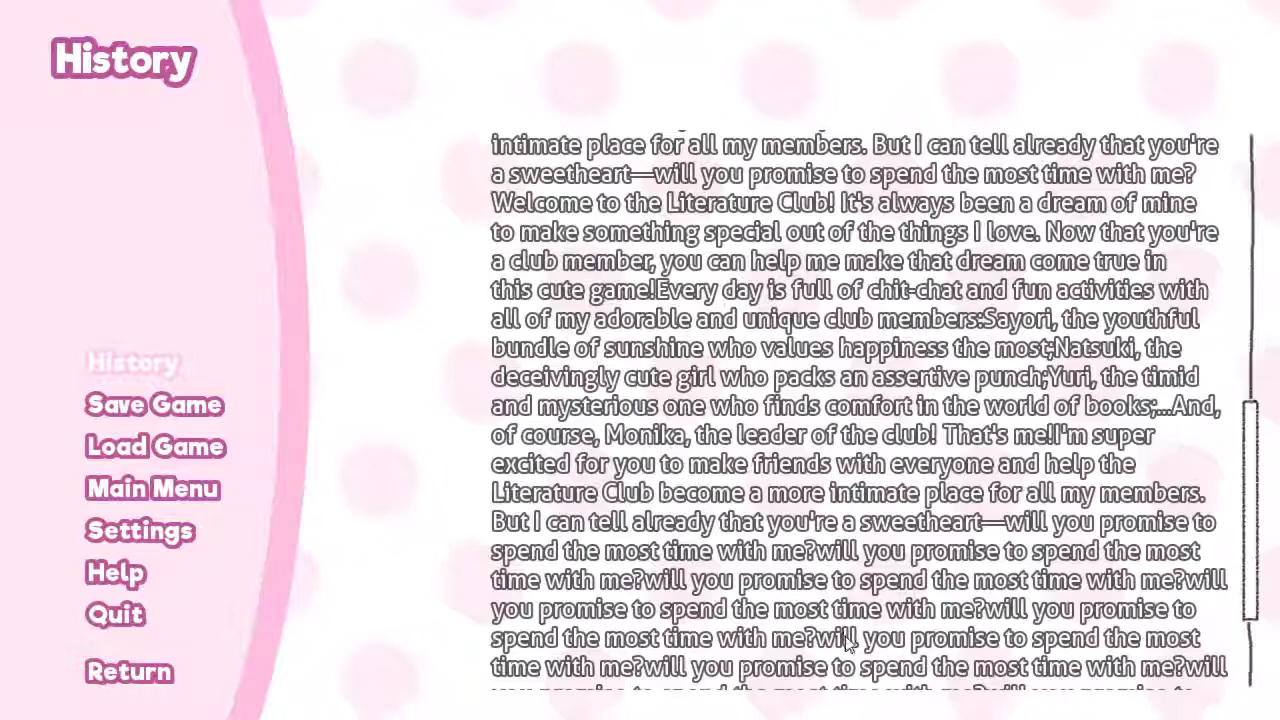 History
intimate place for all my members. But I can tell already that you're
a sweetheart—will you promise to spend the most time with me?
Welcome to the Literature Club! It's always been a dream of mine
to make something special out of the things I love. Now that you're
a club member, you can help me make that dream come true in
this cute game!Every day is full of chit-chat and fun activities with
all of my adorable and unique club members:Sayori, the youthful
bundle of sunshine who values happiness the most;Natsuki, the
deceivingly cute girl who packs an assertive punch;Yuri, the timid
and mysterious one who finds comfort in the world of books;...And,
of course, Monika, the leader of the club! That's me!I'm super
excited for you to make friends with everyone and help the
Literature Club become a more intimate place for all my members.
But I can tell already that you're a sweetheart—will you promise to
spend the most time with me?will you promise to spend the most
time with me?will you promise to spend the most time with me?will
you promise to spend the most time with me?will you promise to
spend the most time with me?will you promise to spend the most
time with me?will you promise to spend the most time with me?will
History
Save Game
Load Game
Main Menu
Settings
Help
Quit
Return